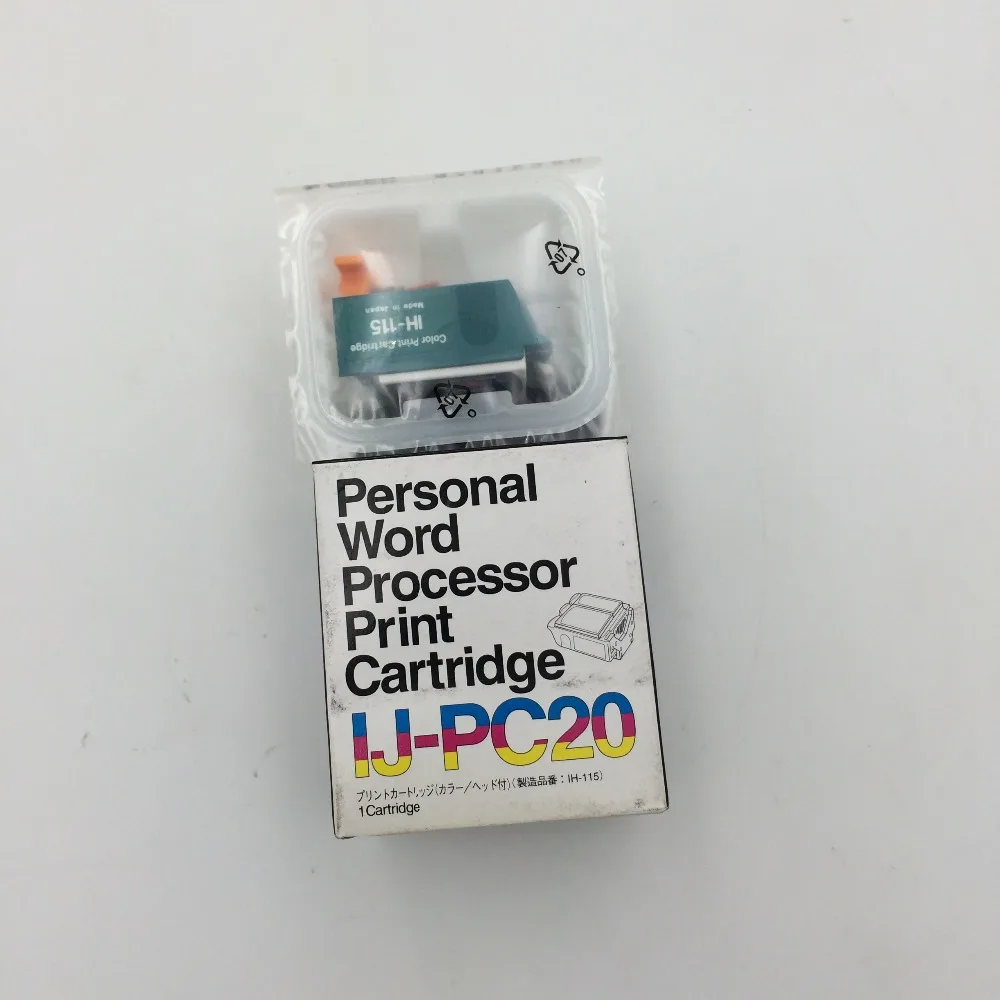 Color Print Cartridge
IH-115
Made in Japan
07
Personal
Word
Processor
Print
Cartridge
IJ-PC20
プリントカートリッジ(カラー/ヘッド付)(製造品番:IH-115)
1Cartridge